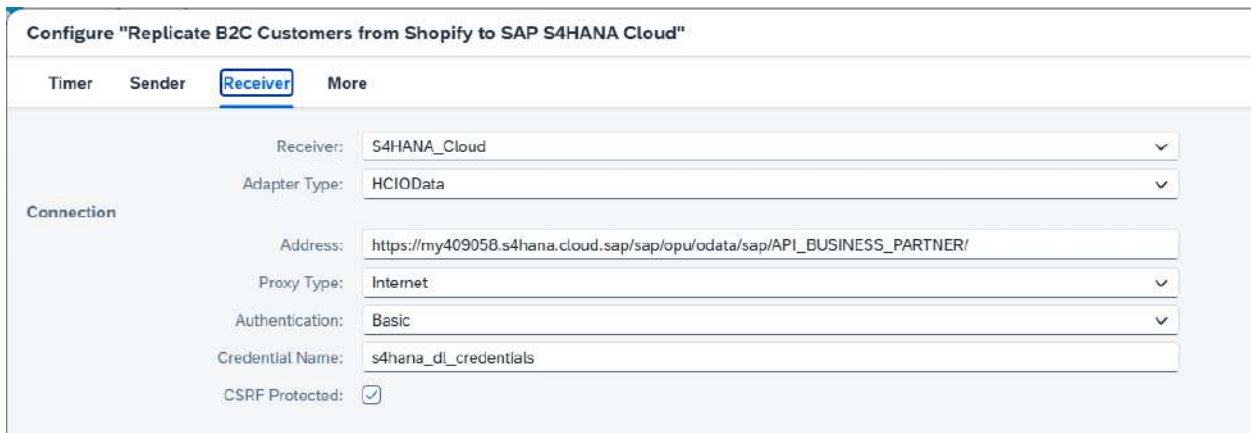 Configure "Replicate B2C Customers from Shopify to SAP S4HANA Cloud"
Timer Sender Receiver More
Receiver: S4HANA_Cloud
Adapter Type: HCIOData
Connection
Address: https://my409058.s4hana.cloud.sap/sap/opu/odata/sap/API_BUSINESS_PARTNER/
Proxy Type: Internet
Authentication: Basic
Credential Name: s4hana_dl_credentials
CSRF Protected: